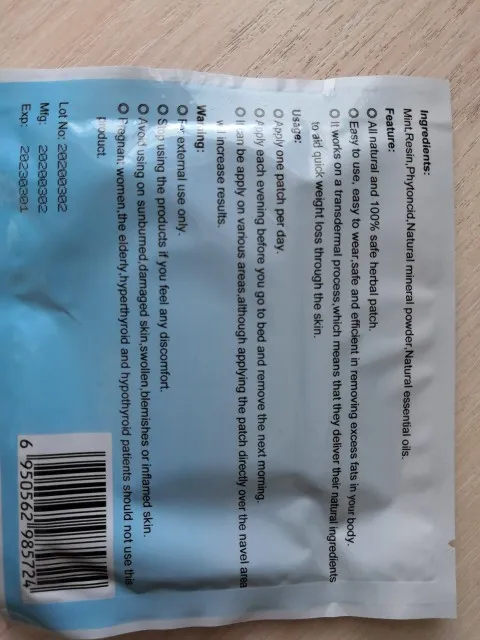 Ingredients:
Mint,Resin,Phytoncid,Natural mineral powder,Natural essential oils.
Feature:
All natural and 100% safe herbal patch.
Easy to use, easy to wear,safe and efficient in removing excess fats in your body.
It works on a transdermal process,which means that they deliver their natural ingredients
to aid quick weight loss through the skin.
Usage:
Apply one patch per day.
Apply each evening before you go to bed and remove the next morning.
It can be apply on various areas,although applying the patch directly over the navel area
will increase results.
Warning:
For external use only.
Stop using the products if you feel any discomfort.
Avoid using on sunburned,damaged skin,swollen,blemishes or inflamed skin.
Pregnant women,the elderly,hyperthyroid and hypothyroid patients should not use this
product.
Lot No: 20200302
Mfg: 20200302
Exp: 20230301
6 950562 985724